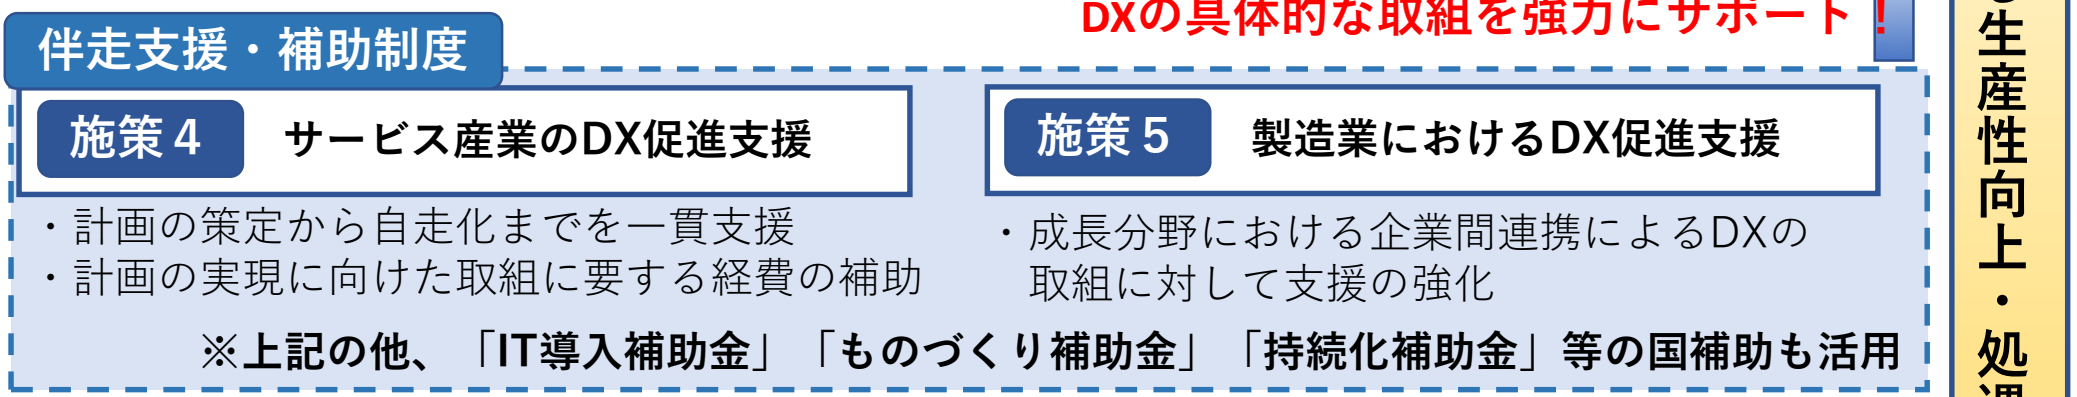 DXの具体的な取組を強力にサポート！
伴走支援・補助制度
施策４ サービス産業のDX促進支援
・計画の策定から自走化までを一貫支援
・計画の実現に向けた取組に要する経費の補助
施策５ 製造業におけるDX促進支援
・成長分野における企業間連携によるDXの
取組に対して支援の強化
※上記の他、「IT導入補助金」「ものづくり補助金」「持続化補助金」等の国補助も活用
生産性向上・処